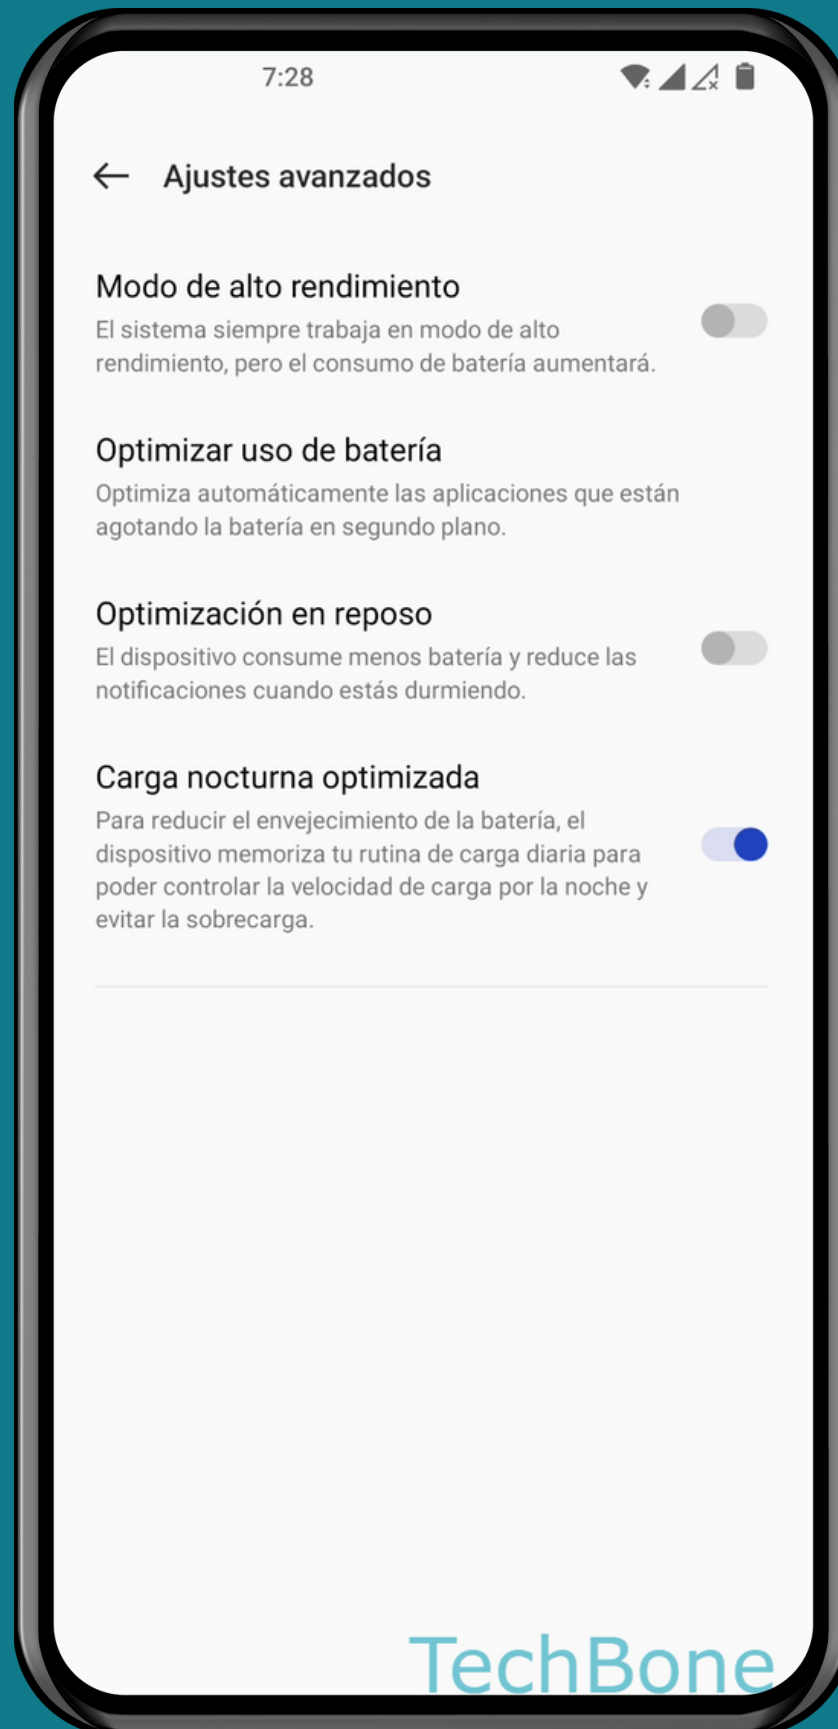 7:28
Ajustes avanzados
Modo de alto rendimiento
El sistema siempre trabaja en modo de alto
rendimiento, pero el consumo de batería aumentará.
Optimizar uso de batería
Optimiza automáticamente las aplicaciones que están
agotando la batería en segundo plano.
Optimización en reposo
El dispositivo consume menos batería y reduce las
notificaciones cuando estás durmiendo.
Carga nocturna optimizada
Para reducir el envejecimiento de la batería, el
dispositivo memoriza tu rutina de carga diaria para
poder controlar la velocidad de carga por la noche y
evitar la sobrecarga.
TechBone